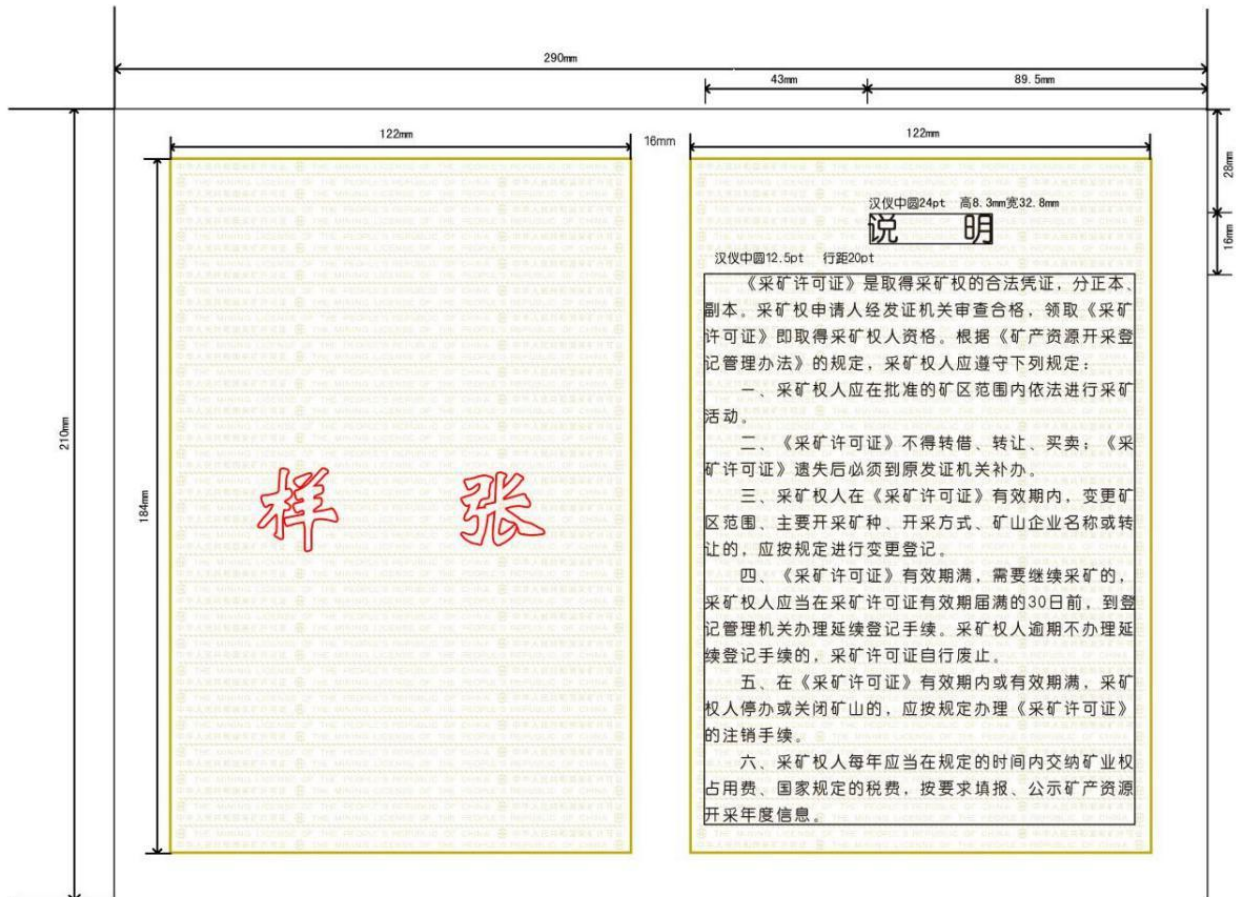 290mm
43mm 89.5mm
122mm 16mm 122mm
28mm
汉仪中圆24pt 高8.3mm宽32.8mm
说 明
16mm
汉仪中圆12.5pt 行距20pt
《采矿许可证》是取得采矿权的合法凭证，分正本、
副本。采矿权申请人经发证机关审查合格，领取《采矿
许可证》即取得采矿权人资格。根据《矿产资源开采登
记管理办法》的规定，采矿权人应遵守下列规定：
一、采矿权人应在批准的矿区范围内依法进行采矿
活动。
二、《采矿许可证》不得转借、转让、买卖；《采
矿许可证》遗失后必须到原发证机关补办。
三、采矿权人在《采矿许可证》有效期内，变更矿
区范围、主要开采矿种、开采方式、矿山企业名称或转
让的，应按规定进行变更登记。
四、《采矿许可证》有效期满，需要继续采矿的，
采矿权人应当在采矿许可证有效期届满的30日前，到登
记管理机关办理延续登记手续。采矿权人逾期不办理延
续登记手续的，采矿许可证自行废止。
五、在《采矿许可证》有效期内或有效期满，采矿
权人停办或关闭矿山的，应按规定办理《采矿许可证》
的注销手续。
六、采矿权人每年应当在规定的时间内交纳矿业权
占用费、国家规定的税费，按要求填报、公示矿产资源
开采年度信息。
210mm
184mm
样 张